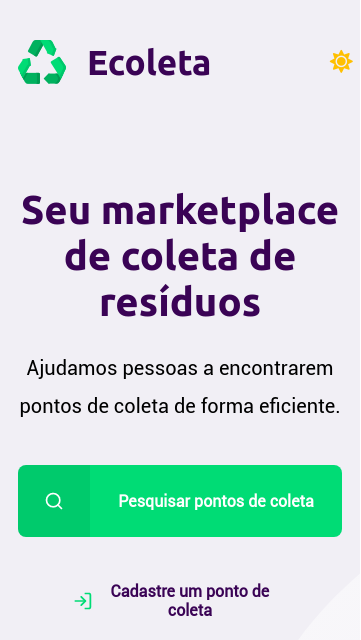 Ecoleta
Seu marketplace
de coleta de
resíduos
Ajudamos pessoas a encontrarem
pontos de coleta de forma eficiente.
Pesquisar pontos de coleta
Cadastre um ponto de
coleta